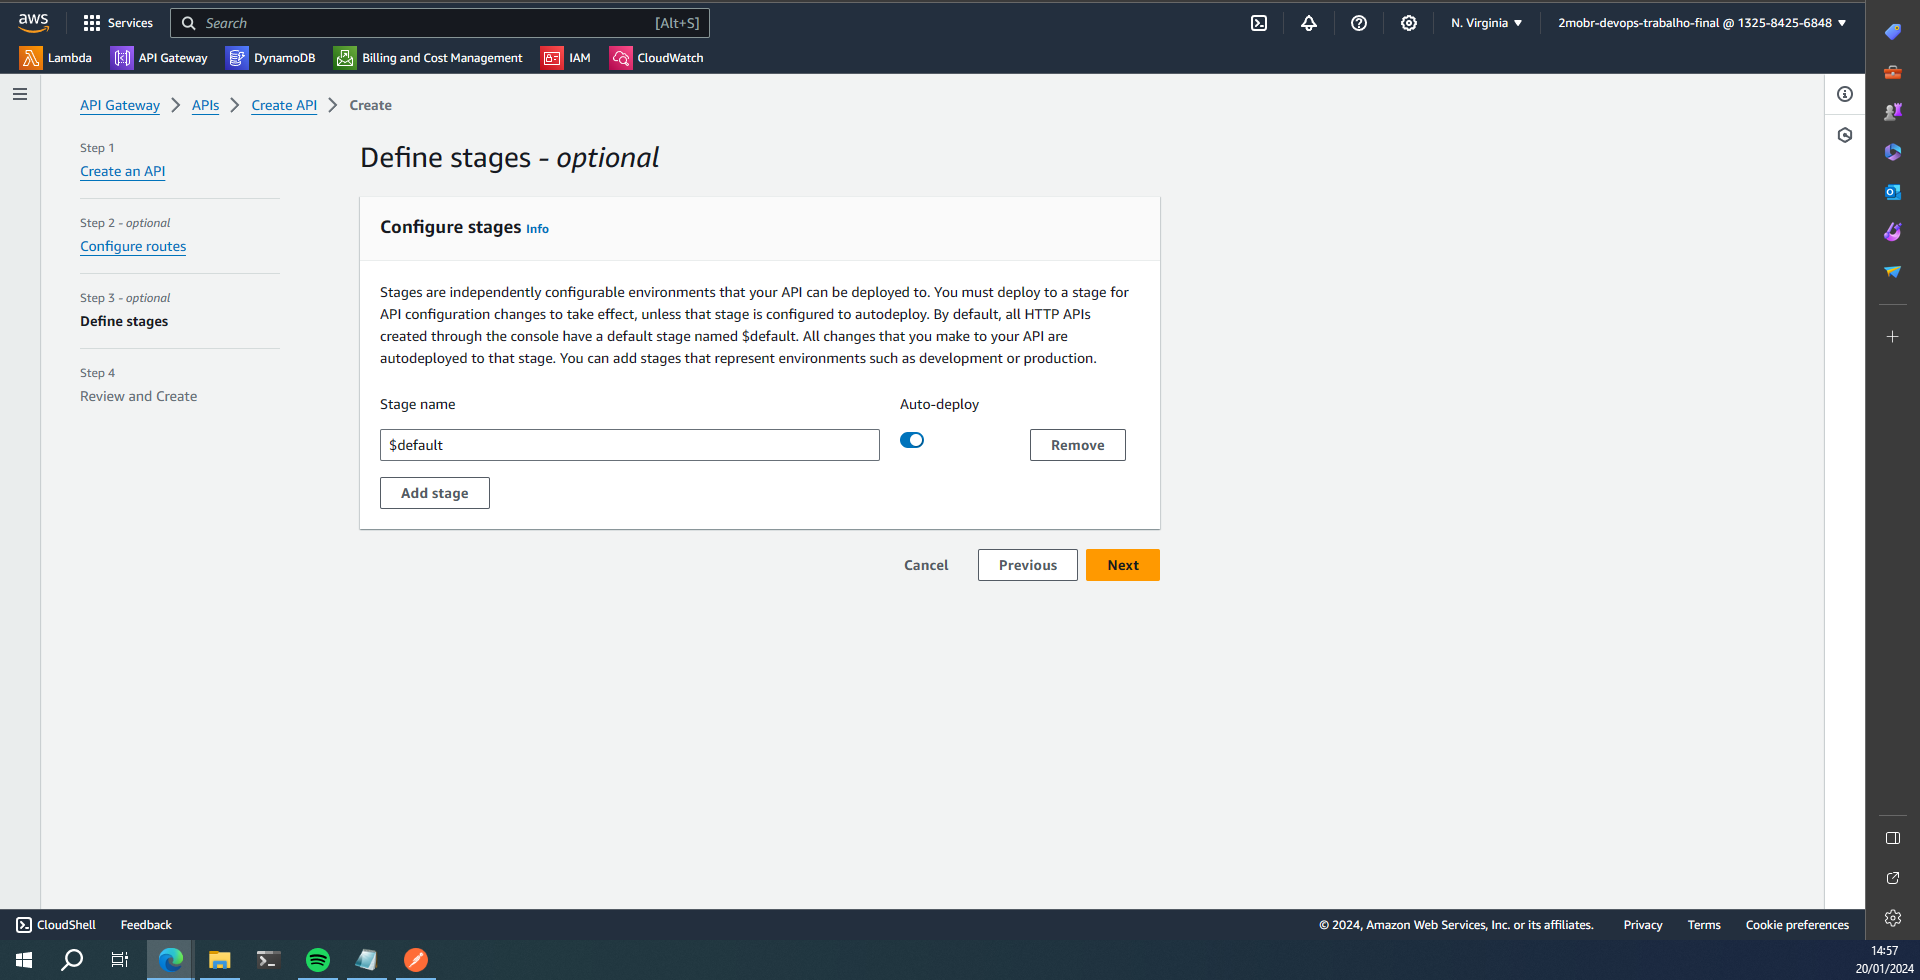 aws
Services
Search
[Alt+S]
N. Virginia
2mobr-devops-trabalho-final @ 1325-8425-6848
Lambda
API Gateway
DynamoDB
Billing and Cost Management
IAM
CloudWatch
API Gateway
APIs
Create API
Create
Step 1
Create an API
Step 2 - optional
Configure routes
Step 3 - optional
Define stages
Step 4
Review and Create
Define stages - optional
Configure stages Info
Stages are independently configurable environments that your API can be deployed to. You must deploy to a stage for
API configuration changes to take effect, unless that stage is configured to autodeploy. By default, all HTTP APIs
created through the console have a default stage named $default. All changes that you make to your API are
autodeployed to that stage. You can add stages that represent environments such as development or production.
Stage name
Auto-deploy
$default
Remove
Add stage
Cancel
Previous
Next
CloudShell
Feedback
© 2024, Amazon Web Services, Inc. or its affiliates.
Privacy
Terms
Cookie preferences
14:57
20/01/2024